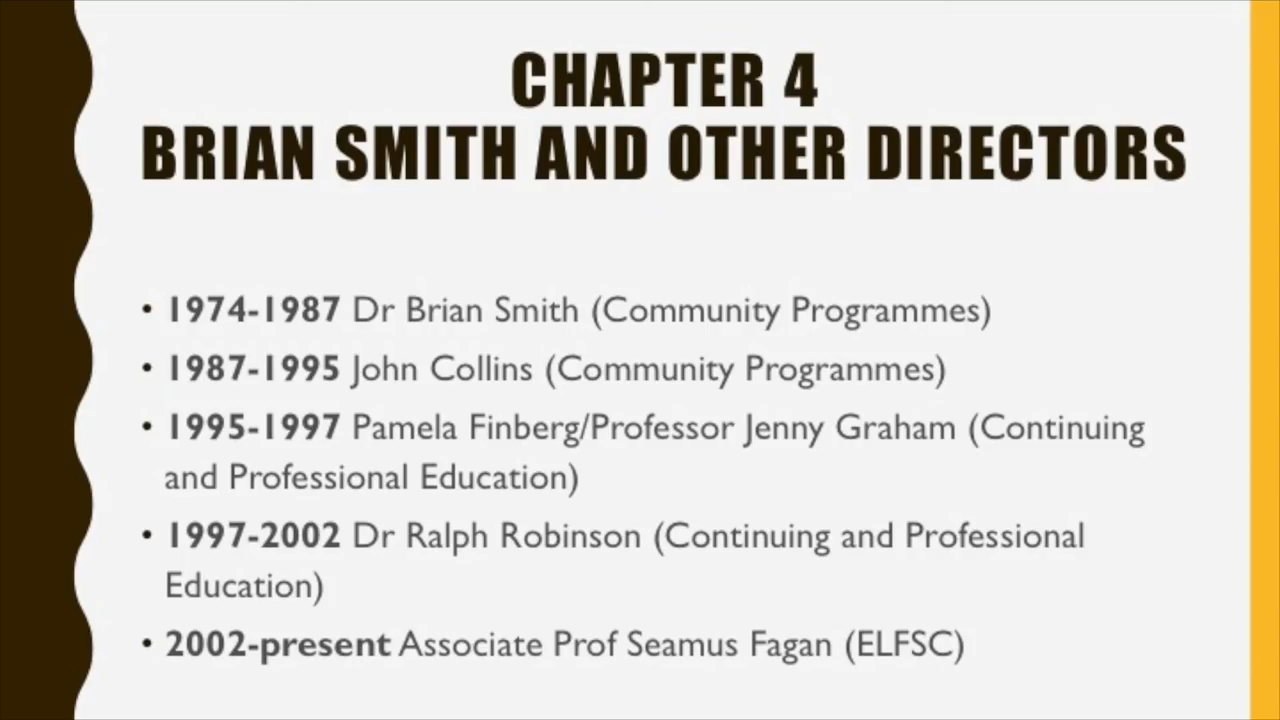 CHAPTER 4
BRIAN SMITH AND OTHER DIRECTORS
• 1974-1987 Dr Brian Smith (Community Programmes)
• 1987-1995 John Collins (Community Programmes)
• 1995-1997 Pamela Finberg/Professor Jenny Graham (Continuing
and Professional Education)
• 1997-2002 Dr Ralph Robinson (Continuing and Professional
Education)
• 2002-present Associate Prof Seamus Fagan (ELFSC)